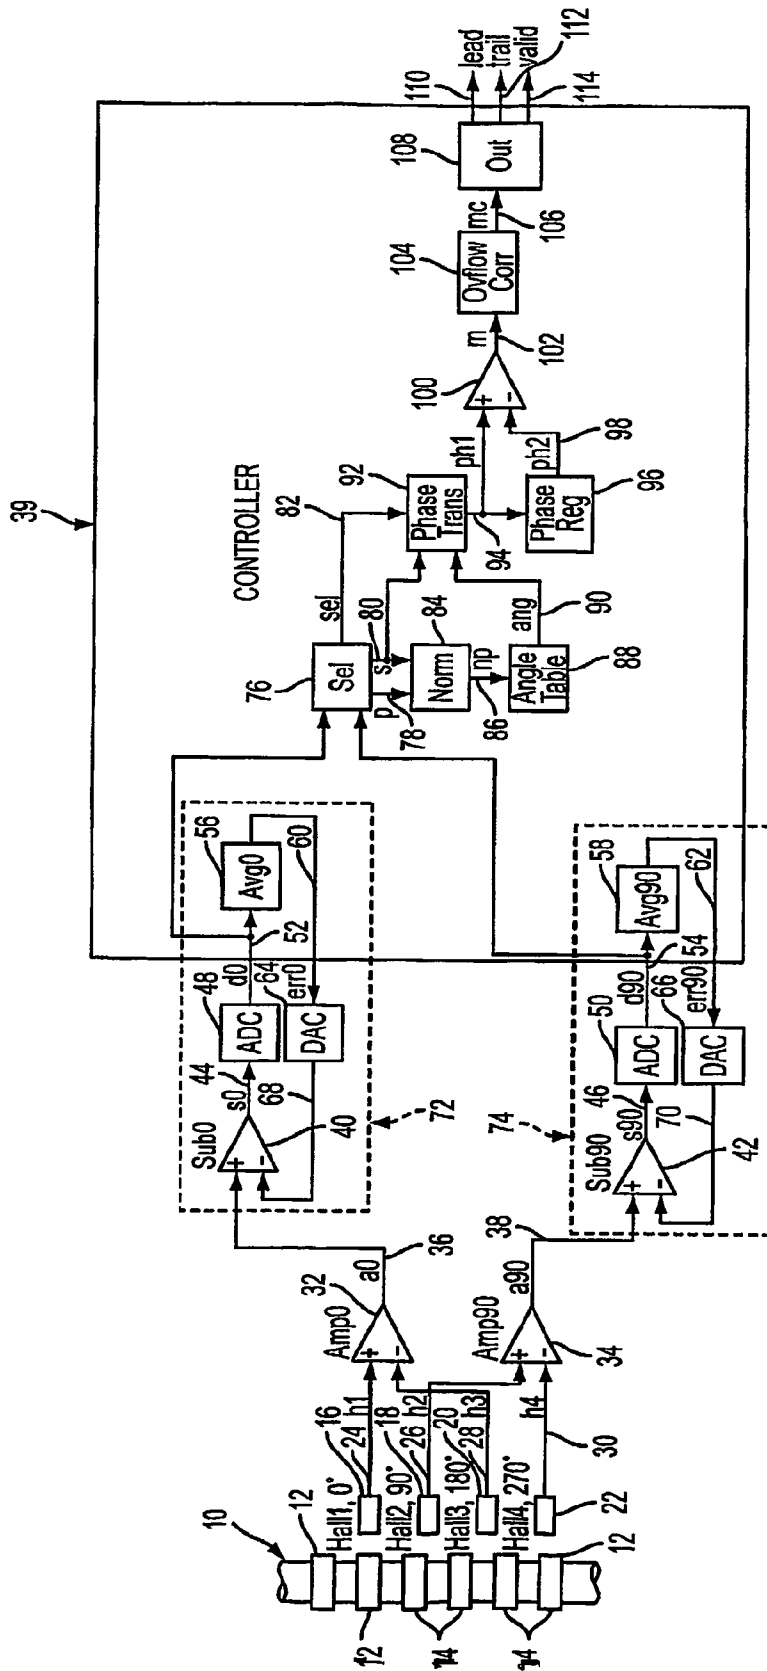 10
12
12
12
14
14
Hall1, 0°
16
24
h1
Hall2, 90°
18
26
h2
Hall3, 180°
20
28
h3
Hall4, 270°
22
h4
30
Amp0
32
+
-
a0
36
Amp90
34
+
-
a90
38
Sub0
+
-
40
s0
44
ADC
48
d0
52
Avg0
56
60
err0
64
DAC
68
72
Sub90
+
-
42
s90
46
ADC
50
d90
54
Avg90
58
62
err90
66
DAC
70
74
39
CONTROLLER
Sel
76
p
78
s
80
sel
82
Norm
84
np
86
Angle
Table
88
ang
90
Phase
Trans
92
94
ph1
Phase
Reg
96
ph2
98
+
-
100
m
102
Ovflow
Corr
104
mc
106
Out
108
lead
110
trail
112
valid
114